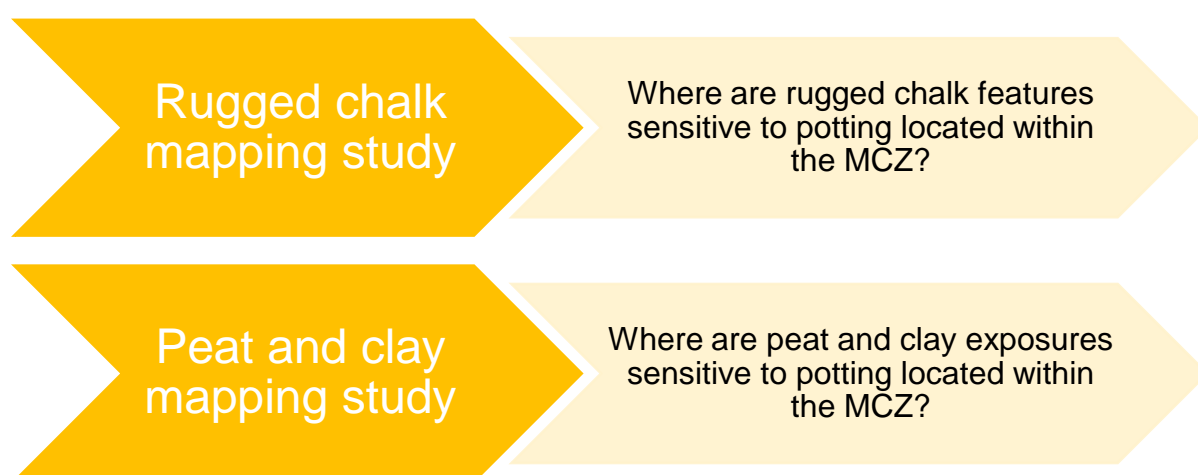 Rugged chalk
mapping study
Where are rugged chalk features
sensitive to potting located within
the MCZ?
Peat and clay
mapping study
Where are peat and clay exposures
sensitive to potting located within
the MCZ?